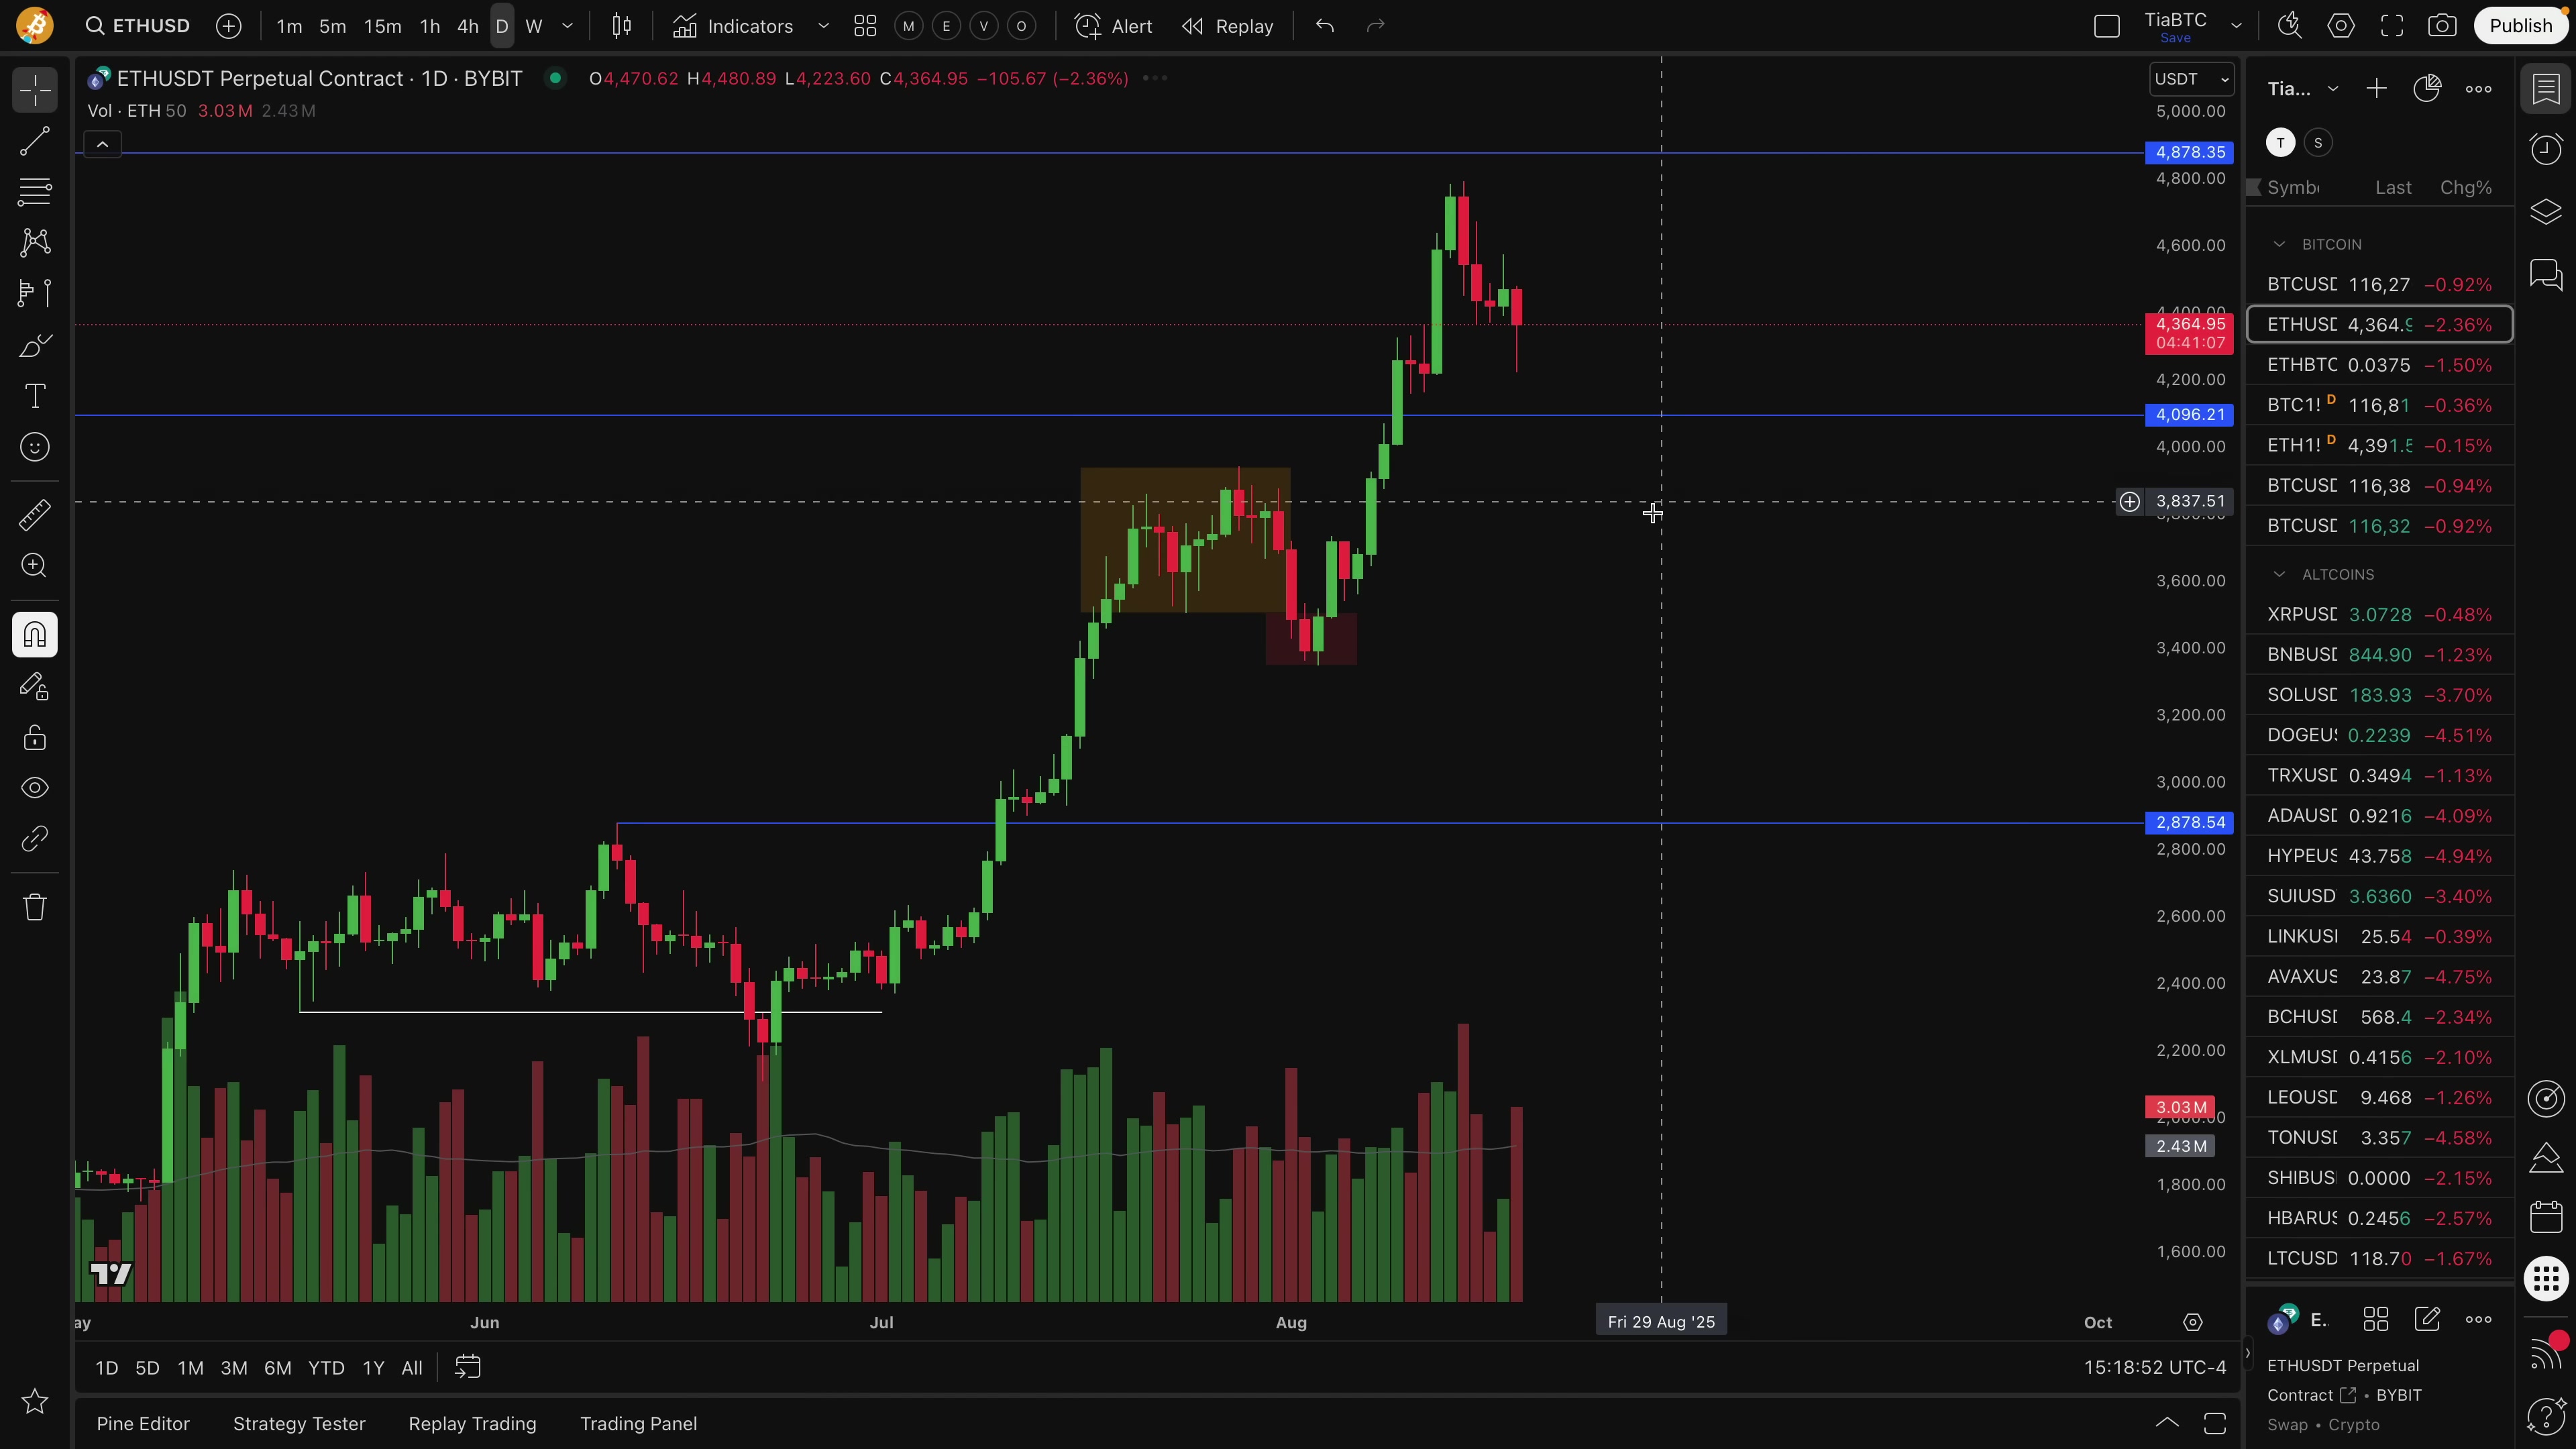 ETHUSD 1m 5m 15m 1h 4h D W Indicators M E V O Alert Replay TiaBTC Save Publish
ETHUSDT Perpetual Contract · 1D · BYBIT O4,470.62 H4,480.89 L4,223.60 C4,364.95 −105.67 (−2.36%)
Vol · ETH 50 3.03 M 2.43 M
USDT
5,000.00
4,878.35
4,800.00
4,600.00
4,364.95
04:41:07
4,200.00
4,096.21
4,000.00
3,837.51
3,600.00
3,400.00
3,200.00
3,000.00
2,878.54
2,800.00
2,600.00
2,400.00
2,200.00
3.03 M
2.43 M
1,800.00
1,600.00
Jun Jul Aug Fri 29 Aug '25 Oct
1D 5D 1M 3M 6M YTD 1Y All 15:18:52 UTC-4
Pine Editor Strategy Tester Replay Trading Trading Panel
Tia...
T S
Symb Last Chg%
BITCOIN
BTCUSD 116,27 −0.92%
ETHUSD 4,364.9 −2.36%
ETHBTC 0.0375 −1.50%
BTC1! D 116,81 −0.36%
ETH1! D 4,391.5 −0.15%
BTCUSD 116,38 −0.94%
BTCUSD 116,32 −0.92%
ALTCOINS
XRPUSD 3.0728 −0.48%
BNBUSD 844.90 −1.23%
SOLUSD 183.93 −3.70%
DOGEUS 0.2239 −4.51%
TRXUSD 0.3494 −1.13%
ADAUSD 0.9216 −4.09%
HYPEUS 43.758 −4.94%
SUIUSD 3.6360 −3.40%
LINKUS 25.54 −0.39%
AVAXUS 23.87 −4.75%
BCHUSD 568.4 −2.34%
XLMUSD 0.4156 −2.10%
LEOUSD 9.468 −1.26%
TONUSD 3.357 −4.58%
SHIBUS 0.0000 −2.15%
HBARUS 0.2456 −2.57%
LTCUSD 118.70 −1.67%
E.
ETHUSDT Perpetual
Contract • BYBIT
Swap • Crypto